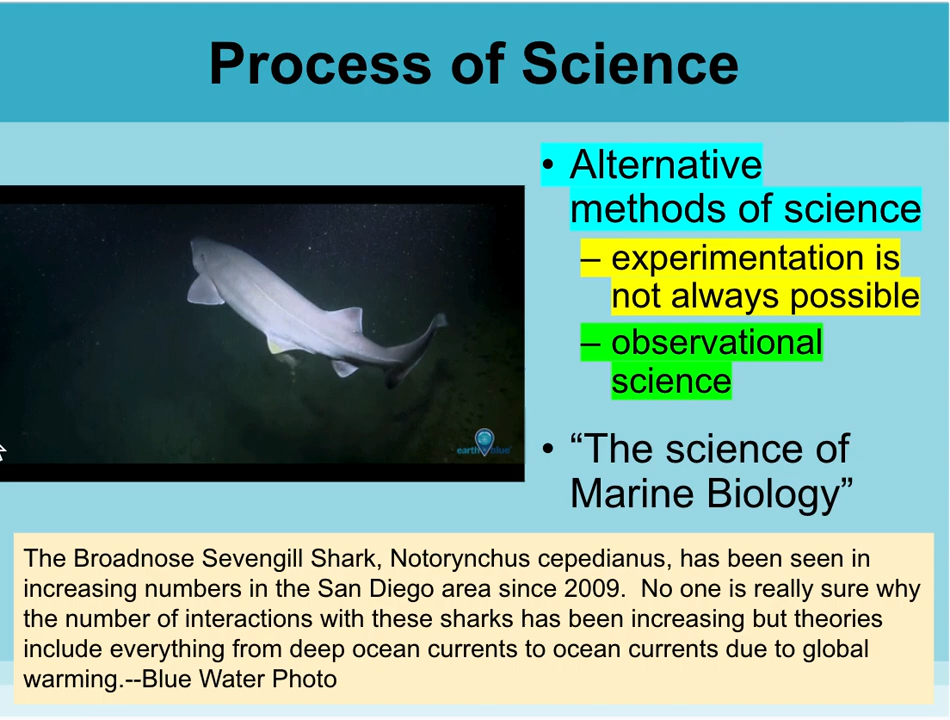 Process of Science
• Alternative
methods of science
– experimentation is
not always possible
– observational
science
• “The science of
Marine Biology”
earth blue
The Broadnose Sevengill Shark, Notorynchus cepedianus, has been seen in
increasing numbers in the San Diego area since 2009.  No one is really sure why
the number of interactions with these sharks has been increasing but theories
include everything from deep ocean currents to ocean currents due to global
warming.--Blue Water Photo